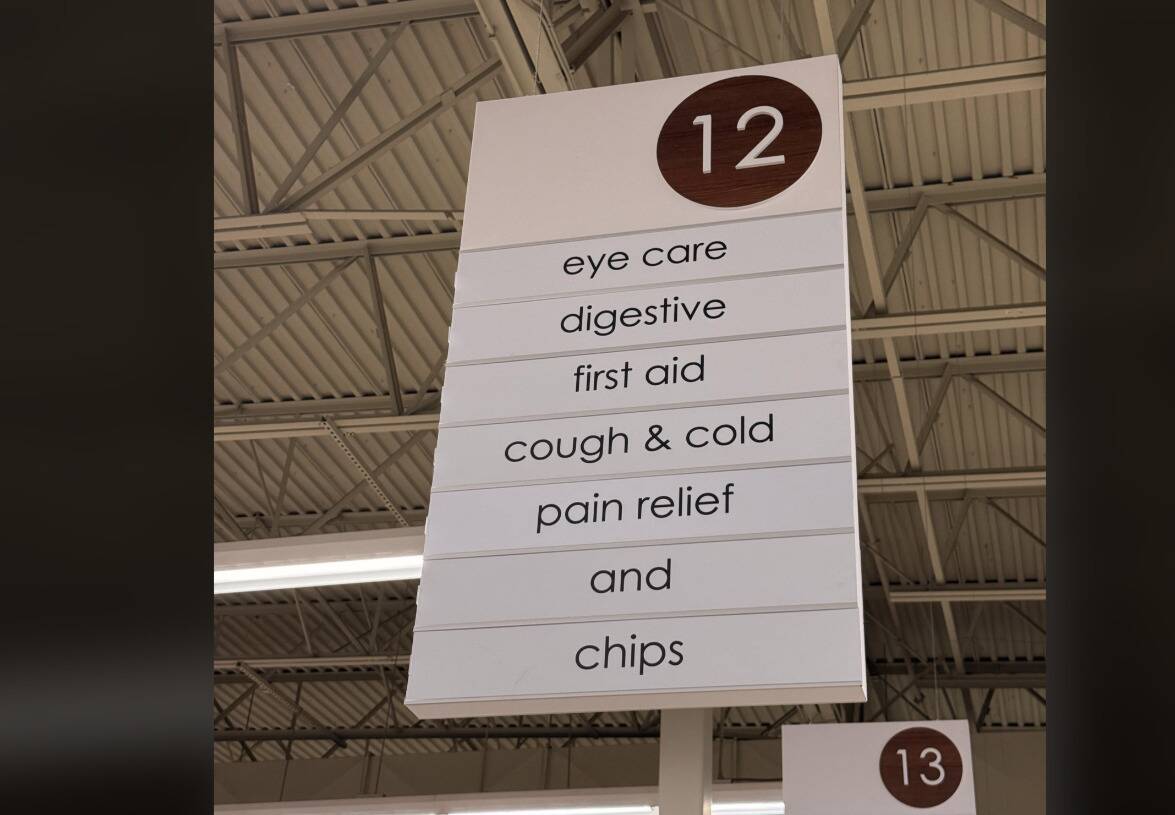 12
eye care
digestive
first aid
cough & cold
pain relief
and
chips
13